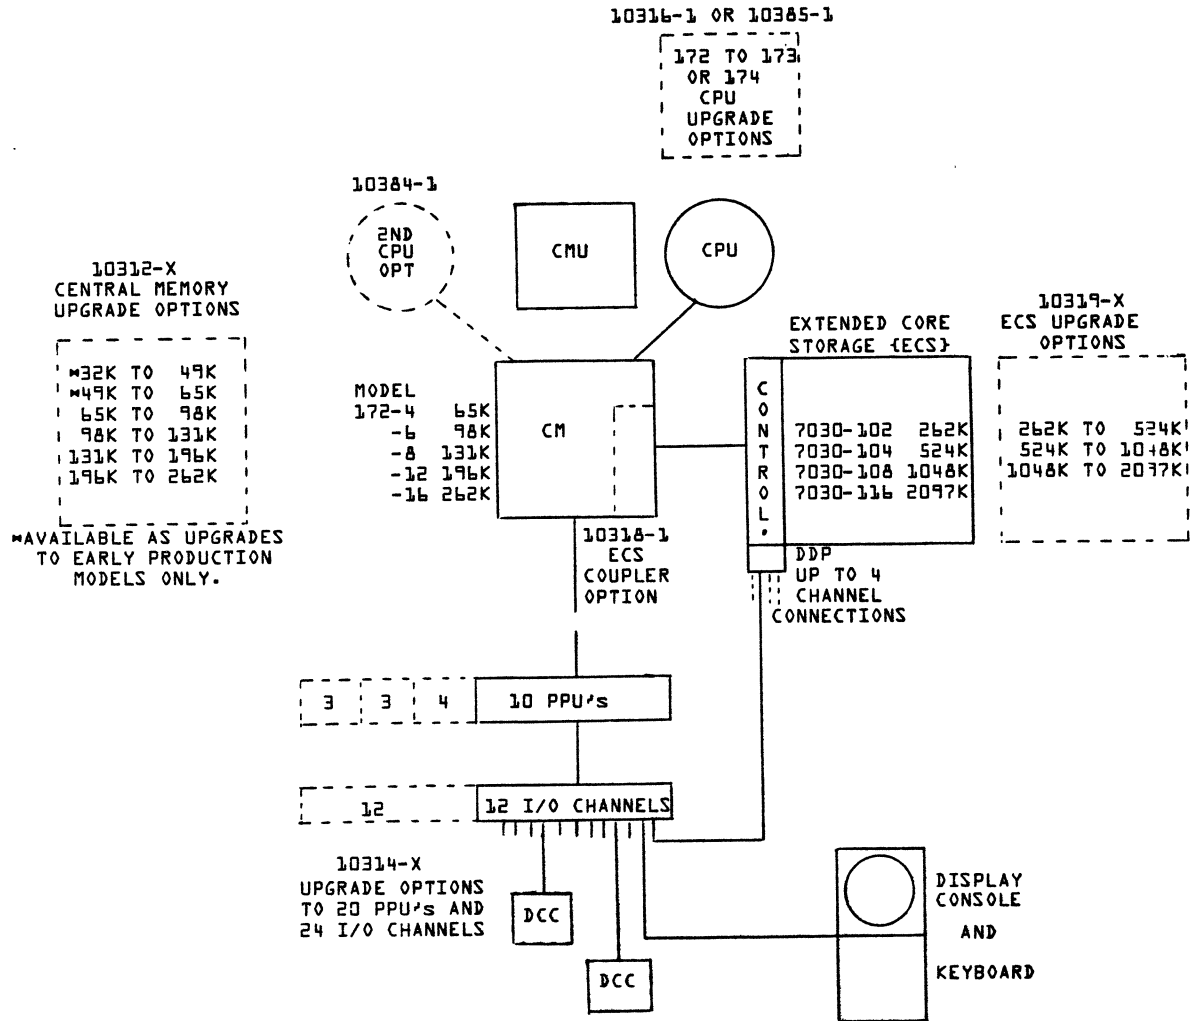 10316-1 OR 10385-1
172 TO 173
OR 174
CPU
UPGRADE
OPTIONS
10384-1
2ND
CPU
OPT
CMU
CPU
10312-X
CENTRAL MEMORY
UPGRADE OPTIONS
*32K TO 49K
*49K TO 65K
65K TO 98K
98K TO 131K
131K TO 196K
196K TO 262K
*AVAILABLE AS UPGRADES
TO EARLY PRODUCTION
MODELS ONLY.
MODEL
172-4 65K
-6 98K
-8 131K
-12 196K
-16 262K
CM
10318-1
ECS
COUPLER
OPTION
EXTENDED CORE
STORAGE {ECS}
CONTROL.
7030-102 262K
7030-104 524K
7030-108 1048K
7030-116 2097K
DDP
UP TO 4
CHANNEL
CONNECTIONS
10319-X
ECS UPGRADE
OPTIONS
262K TO 524K
524K TO 1048K
1048K TO 2097K
3 3 4 10 PPU's
12 12 I/O CHANNELS
10314-X
UPGRADE OPTIONS
TO 20 PPU's AND
24 I/O CHANNELS
DCC
DCC
DISPLAY
CONSOLE
AND
KEYBOARD